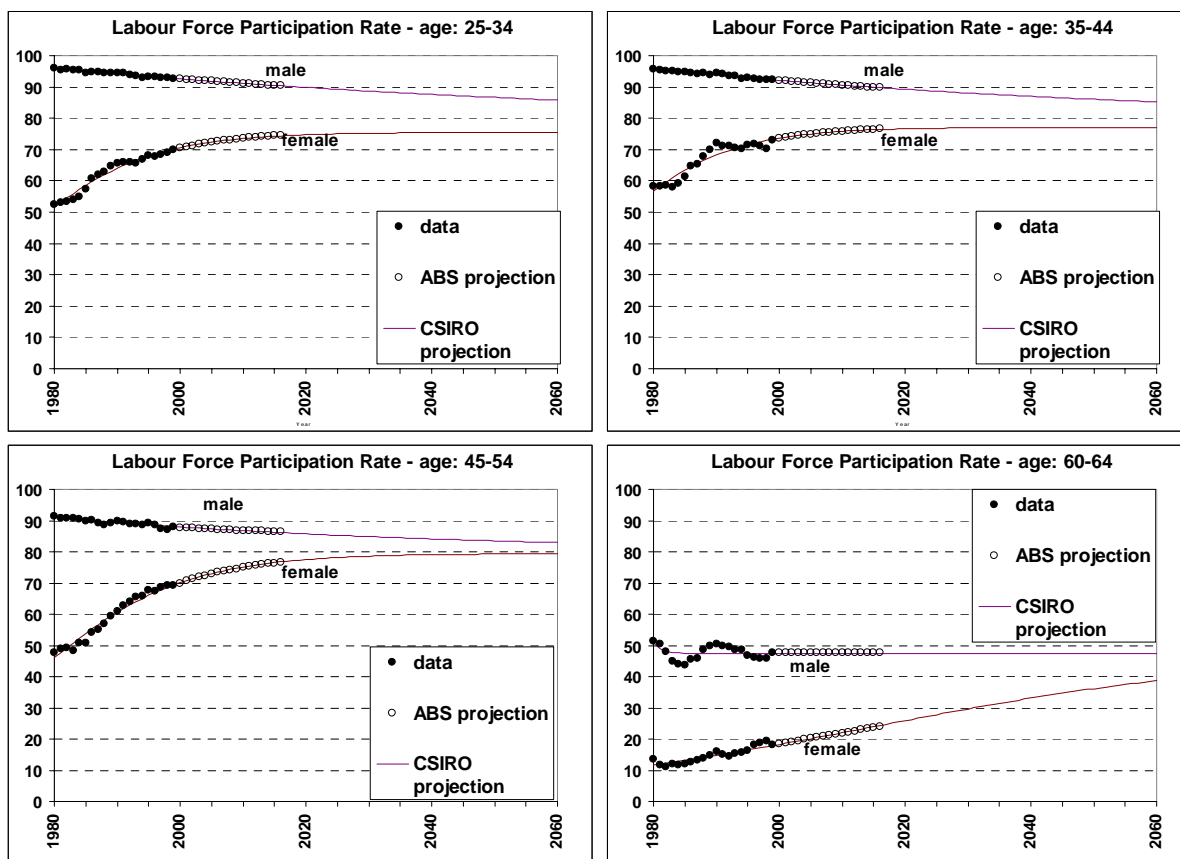 Labour Force Participation Rate - age: 25-34
100
90
80
70
60
50
40
30
20
10
0
male
female
data
ABS projection
CSIRO
projection
1980
2000
2020
2040
2060
Year
Labour Force Participation Rate - age: 35-44
100
90
80
70
60
50
40
30
20
10
0
male
female
data
ABS projection
CSIRO
projection
1980
2000
2020
2040
2060
Year
Labour Force Participation Rate - age: 45-54
100
90
80
70
60
50
40
30
20
10
0
male
female
data
ABS projection
CSIRO
projection
1980
2000
2020
2040
2060
Labour Force Participation Rate - age: 60-64
100
90
80
70
60
50
40
30
20
10
0
data
ABS projection
CSIRO
projection
male
female
1980
2000
2020
2040
2060